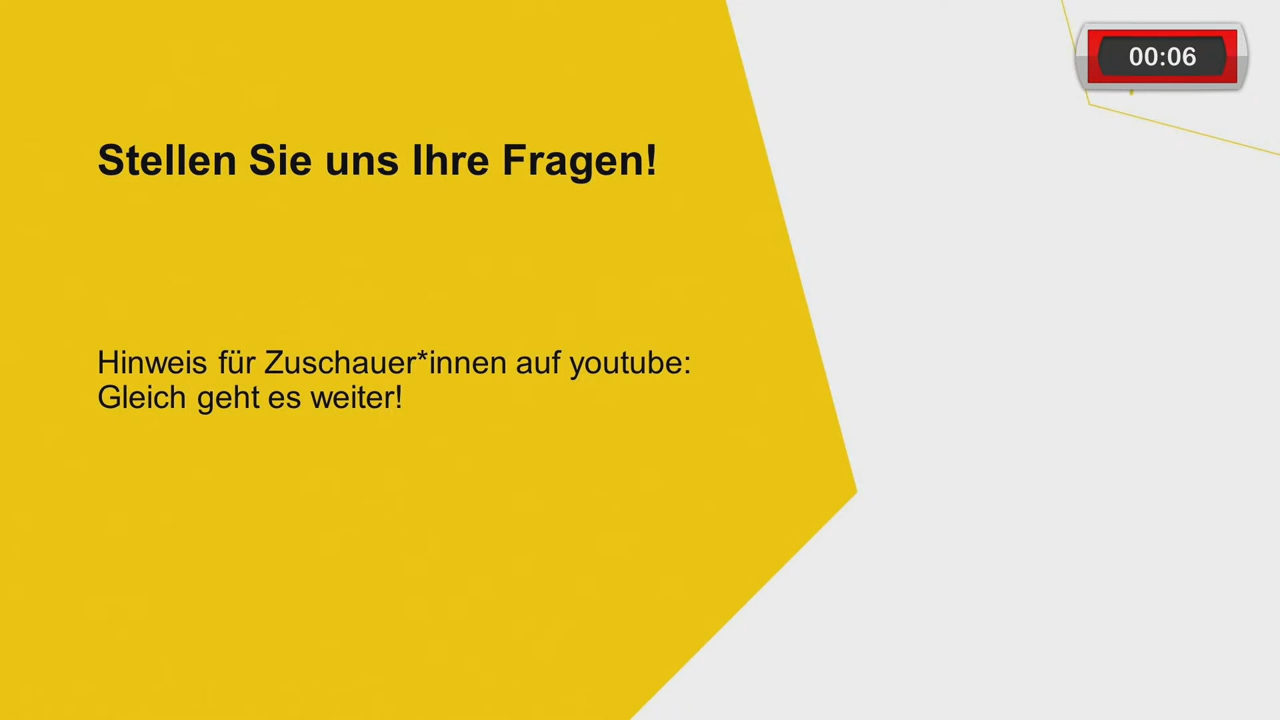 00:06
Stellen Sie uns Ihre Fragen!
Hinweis für Zuschauer*innen auf youtube:
Gleich geht es weiter!